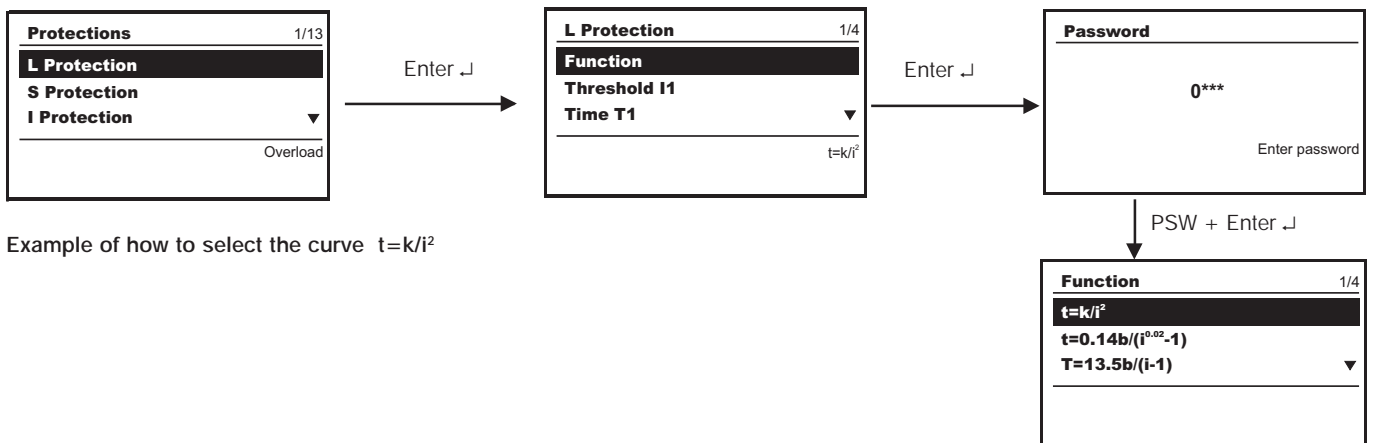 Protections 1/13
L Protection
S Protection
I Protection ▼
Overload
Enter ↵
L Protection 1/4
Function
Threshold I1
Time T1 ▼
t=k/i²
Enter ↵
Password
0***
Enter password
PSW + Enter ↵
Example of how to select the curve t=k/i²
Function 1/4
t=k/i²
t=0.14b/(i⁰·⁰²-1)
T=13.5b/(i-1) ▼